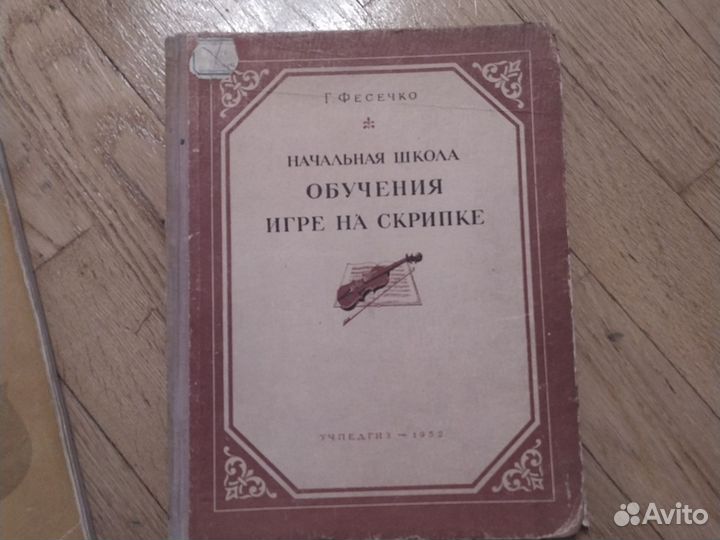 Г. ФЕСЕЧКО
НАЧАЛЬНАЯ ШКОЛА
ОБУЧЕНИЯ
ИГРЕ НА СКРИПКЕ
УЧПЕДГИЗ — 1952
Avito